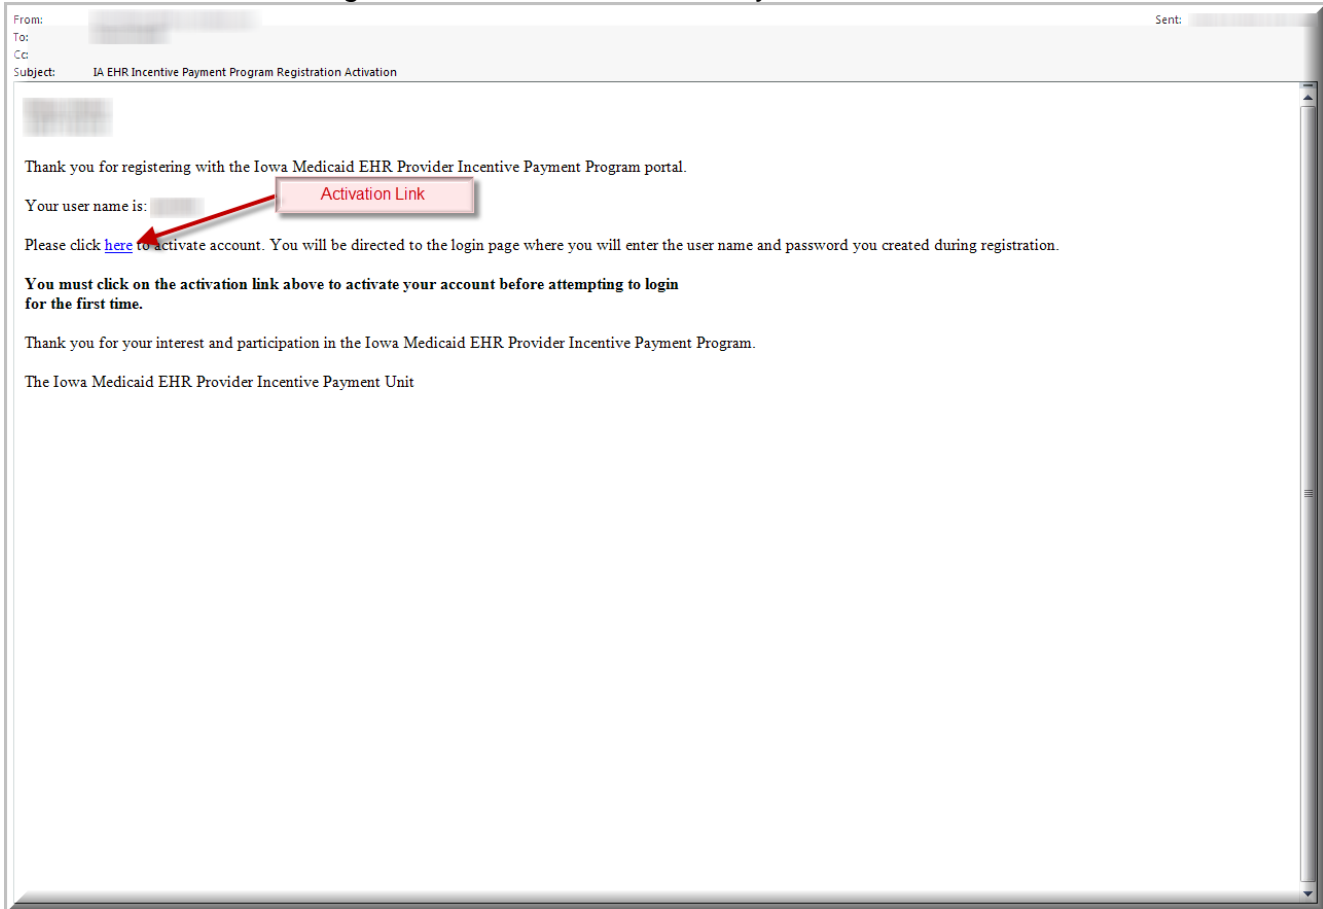 From:
Sent:
To:
Cc:
Subject: IA EHR Incentive Payment Program Registration Activation
Thank you for registering with the Iowa Medicaid EHR Provider Incentive Payment Program portal.
Activation Link
Your user name is:
Please click here to activate account. You will be directed to the login page where you will enter the user name and password you created during registration.
You must click on the activation link above to activate your account before attempting to login
for the first time.
Thank you for your interest and participation in the Iowa Medicaid EHR Provider Incentive Payment Program.
The Iowa Medicaid EHR Provider Incentive Payment Unit